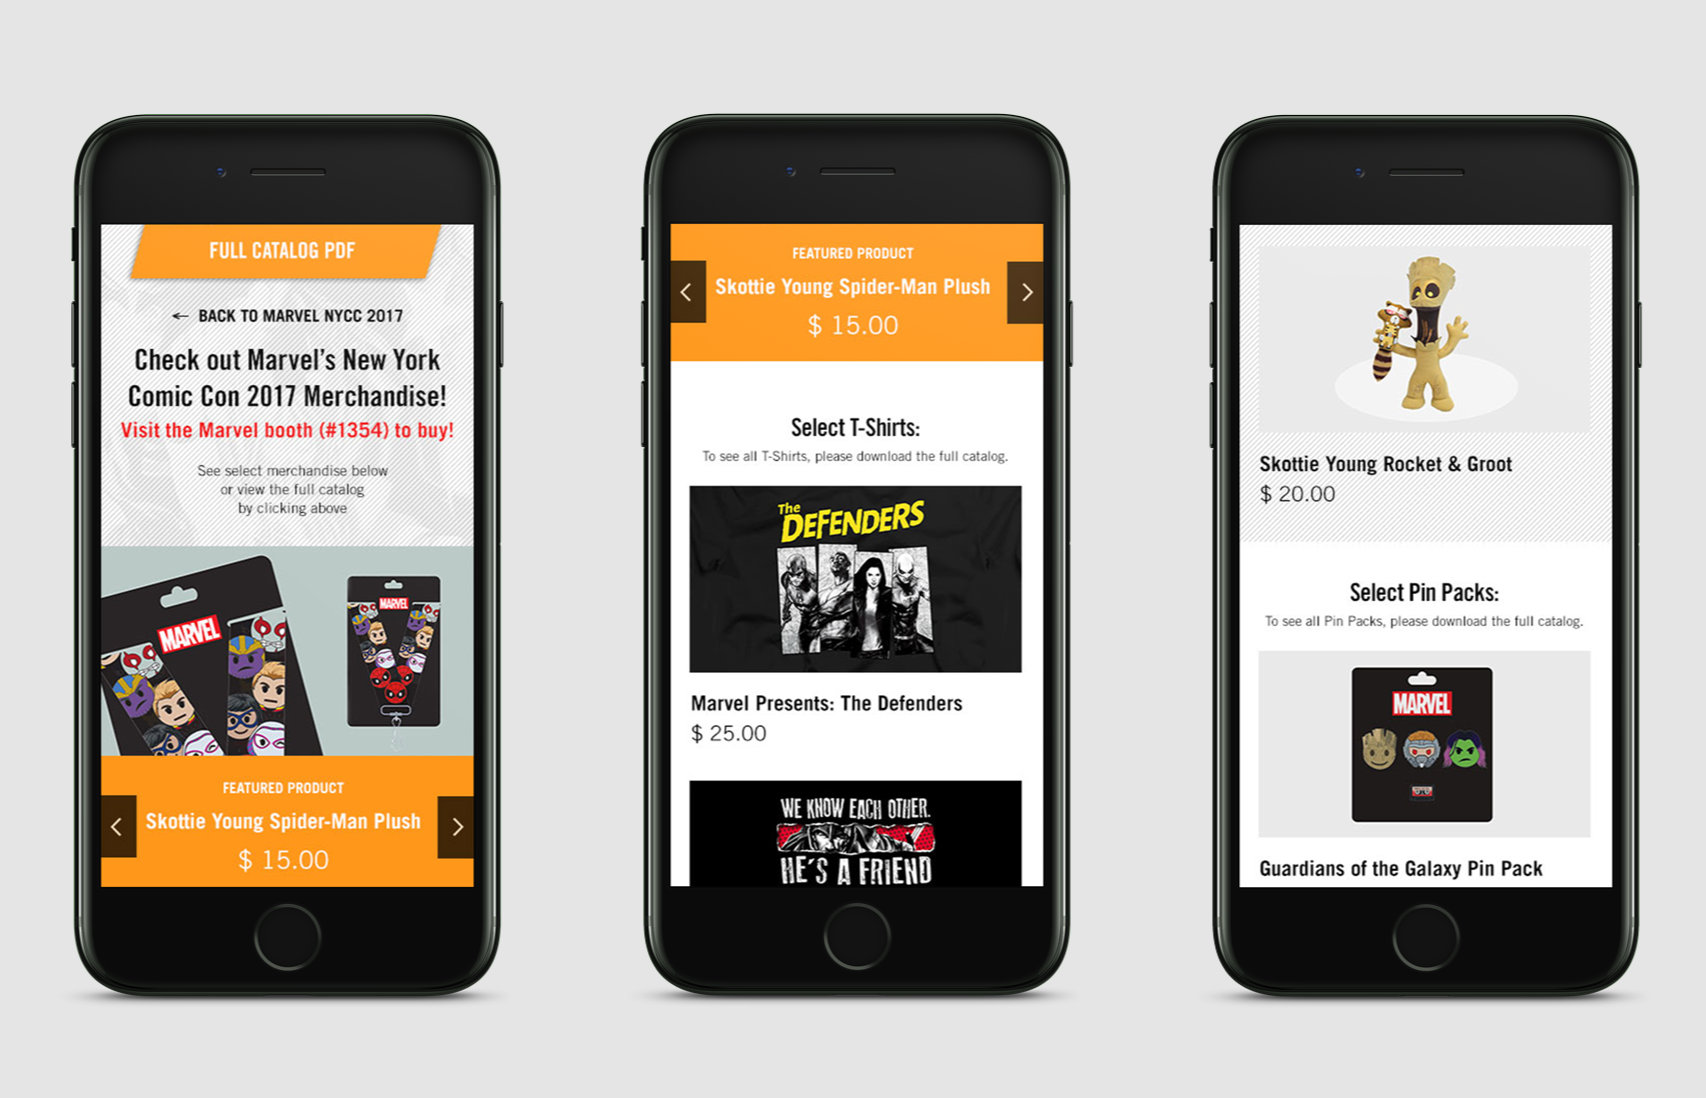 FULL CATALOG PDF
← BACK TO MARVEL NYCC 2017
Check out Marvel's New York
Comic Con 2017 Merchandise!
Visit the Marvel booth (#1354) to buy!
See select merchandise below
or view the full catalog
by clicking above
MARVEL
MARVEL
FEATURED PRODUCT
Skottie Young Spider-Man Plush
$ 15.00
FEATURED PRODUCT
Skottie Young Spider-Man Plush
$ 15.00
Select T-Shirts:
To see all T-Shirts, please download the full catalog.
The
DEFENDERS
Marvel Presents: The Defenders
$ 25.00
WE KNOW EACH OTHER.
HE'S A FRIEND
Skottie Young Rocket & Groot
$ 20.00
Select Pin Packs:
To see all Pin Packs, please download the full catalog.
MARVEL
Guardians of the Galaxy Pin Pack